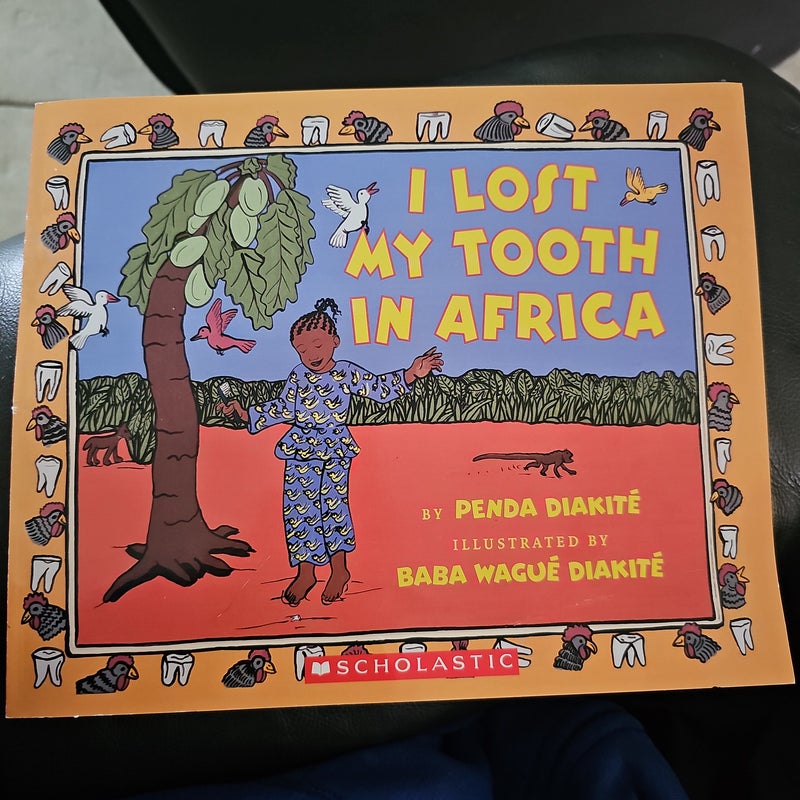 I LOST
MY TOOTH
IN AFRICA
BY PENDA DIAKITÉ
ILLUSTRATED BY
BABA WAGUÉ DIAKITÉ
SCHOLASTIC